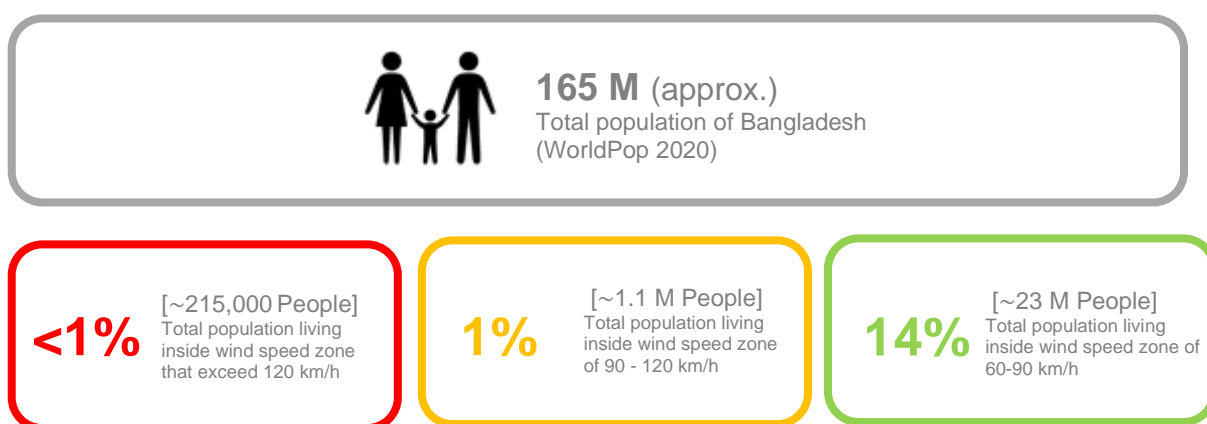 165 M (approx.)
Total population of Bangladesh
(WorldPop 2020)
<1%
[~215,000 People]
Total population living
inside wind speed zone
that exceed 120 km/h
1%
[~1.1 M People]
Total population living
inside wind speed zone
of 90 - 120 km/h
14%
[~23 M People]
Total population living
inside wind speed zone of
60-90 km/h